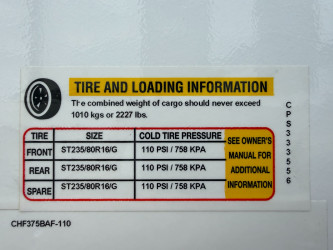 TIRE AND LOADING INFORMATION
The combined weight of cargo should never exceed
1010 kgs or 2227 lbs.
TIRE SIZE COLD TIRE PRESSURE
FRONT ST235/80R16/G 110 PSI / 758 KPA
REAR ST235/80R16/G 110 PSI / 758 KPA
SPARE ST235/80R16/G 110 PSI / 758 KPA
SEE OWNER'S
MANUAL FOR
ADDITIONAL
INFORMATION
CPS333556
CHF375BAF-110